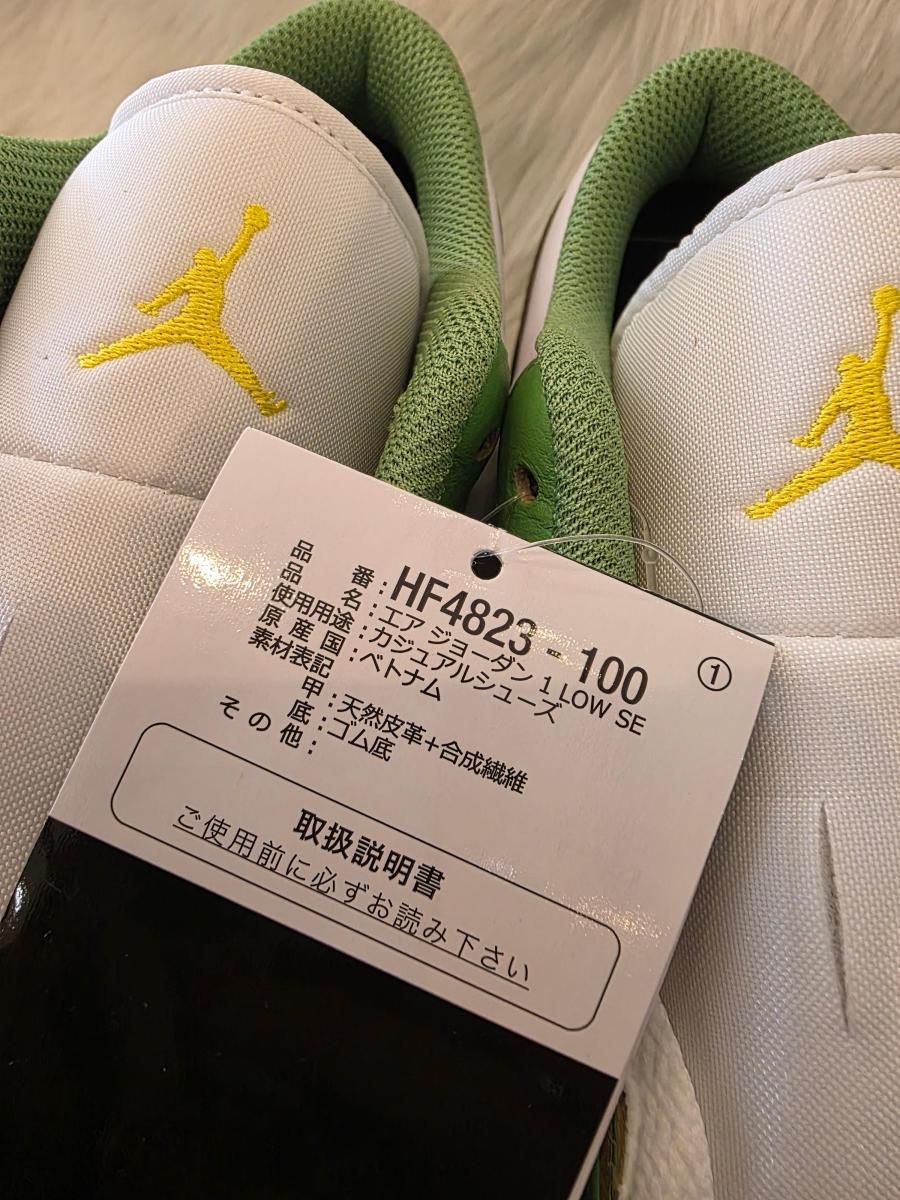 品番:HF4823-100
品名:エア ジョーダン 1 LOW SE
使用用途:カジュアルシューズ
原産国:ベトナム
素材表記
甲:天然皮革+合成繊維
底:ゴム底
その他:
①
取扱説明書
ご使用前に必ずお読み下さい